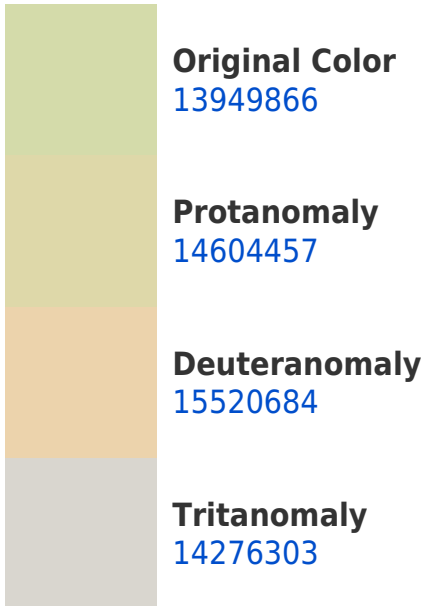 Original Color
13949866
Protanomaly
14604457
Deuteranomaly
15520684
Tritanomaly
14276303